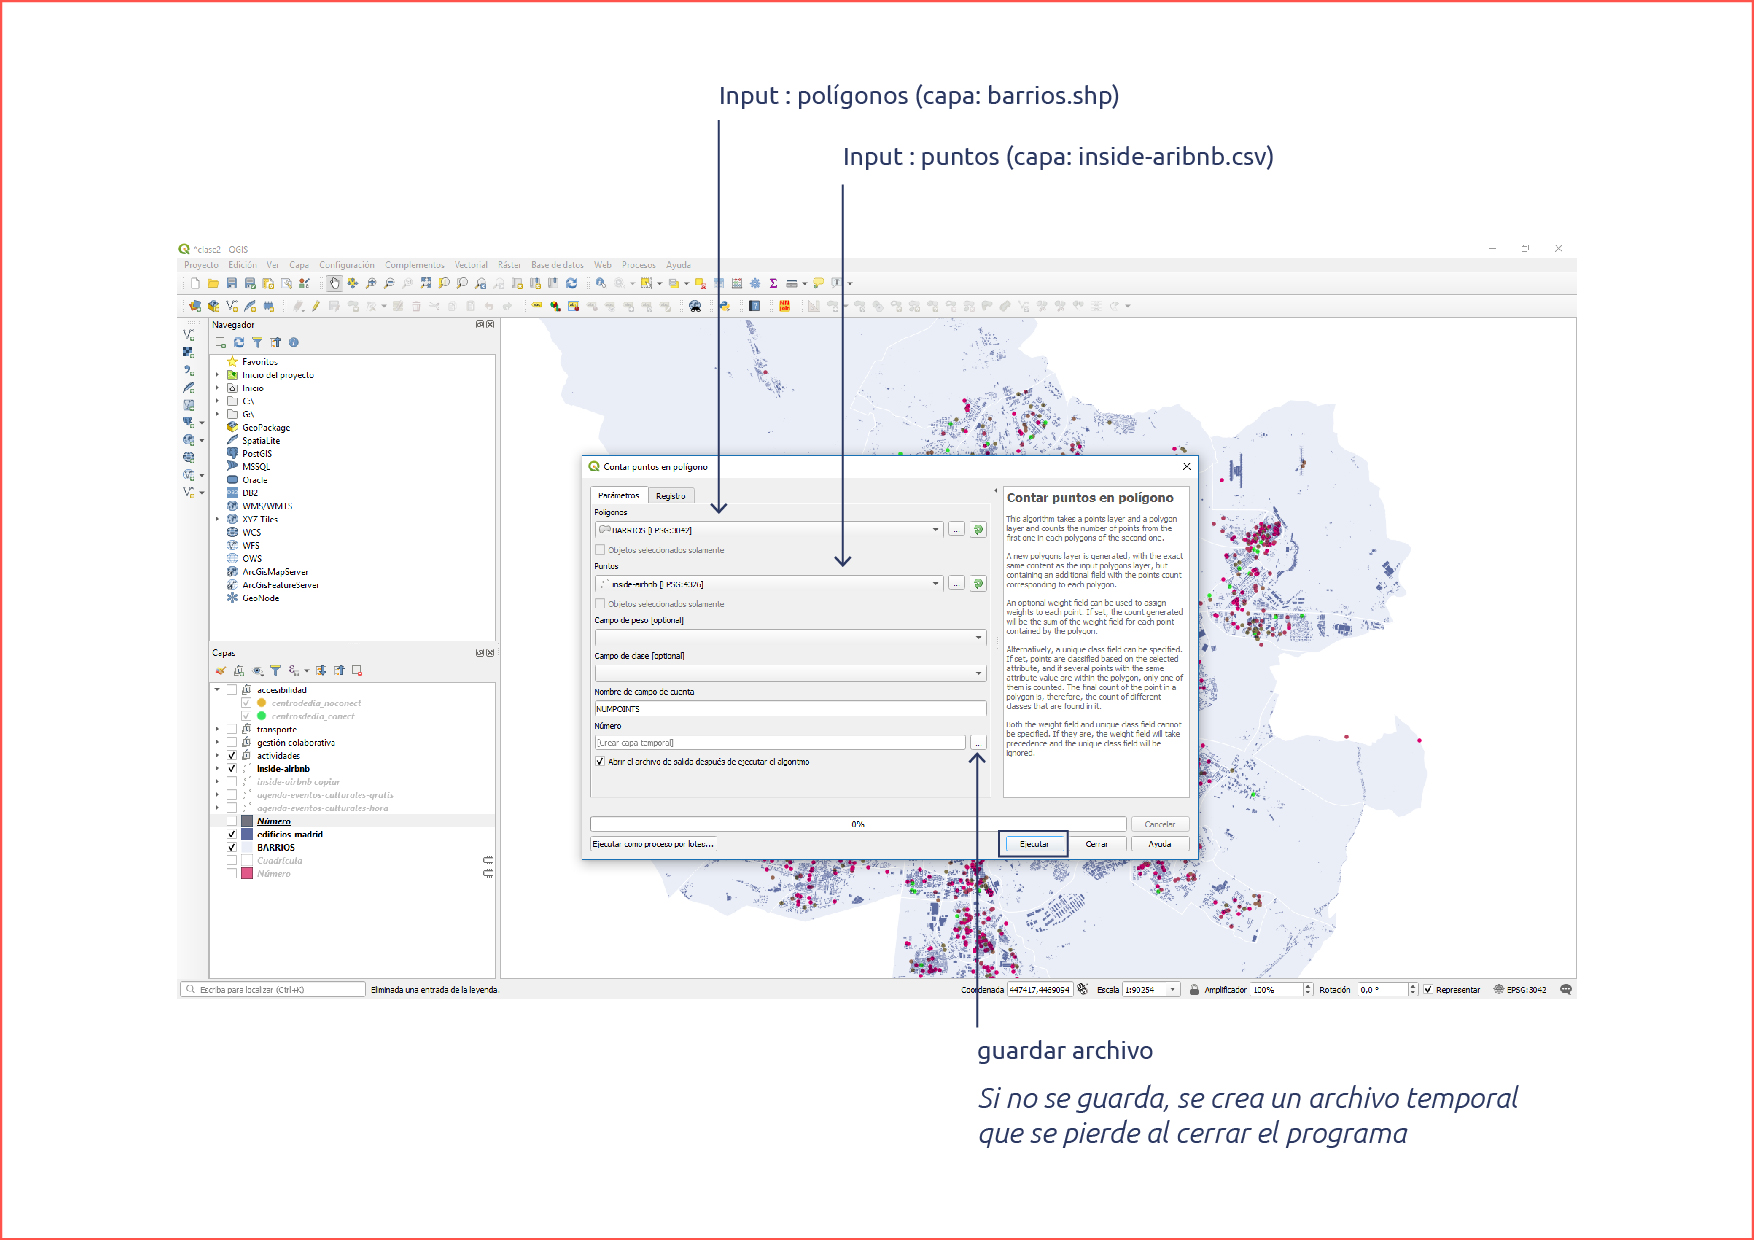 Input : polígonos (capa: barrios.shp)
Input : puntos (capa: inside-aribnb.csv)
*clase2 - QGIS
Proyecto Edición Ver Capa Configuración Complementos Vectorial Ráster Base de datos Web Procesos Ayuda
Navegador
Favoritos
Inicio del proyecto
Inicio
C:\
G:\
GeoPackage
SpatiaLite
PostGIS
MSSQL
Oracle
DB2
WMS/WMTS
XYZ Tiles
WCS
WFS
OWS
ArcGisMapServer
ArcGisFeatureServer
GeoNode
Capas
accesibilidad
centrodedia_noconect
centrosdedia_conect
transporte
gestión colaborativa
actividades
inside-airbnb
inside-airbnb copiar
agenda-eventos-culturales-gratis
agenda-eventos-culturales-hora
Número
edificios_madrid
BARRIOS
Cuadrícula
Número
Contar puntos en polígono
Parámetros Registro
Polígonos
BARRIOS [EPSG:3042]
...
Objetos seleccionados solamente
Puntos
inside-airbnb [EPSG:4326]
...
Objetos seleccionados solamente
Campo de peso [optional]
Campo de clase [optional]
Nombre de campo de cuenta
NUMPOINTS
Número
[Crear capa temporal]
...
Abrir el archivo de salida después de ejecutar el algoritmo
Contar puntos en polígono
This algorithm takes a points layer and a polygon
layer and counts the number of points from the
first one in each polygons of the second one.
A new polygons layer is generated, with the exact
same content as the input polygons layer, but
containing an additional field with the points count
corresponding to each polygon.
An optional weight field can be used to assign
weights to each point. If set, the count generated
will be the sum of the weight field for each point
contained by the polygon.
Alternatively, a unique class field can be specified.
If set, points are classified based on the selected
attribute, and if several points with the same
attribute value are within the polygon, only one of
them is counted. The final count of the point in a
polygon is, therefore, the count of different
classes that are found in it.
Both the weight field and unique class field cannot
be specified. If they are, the weight field will take
precedence and the unique class field will be
ignored.
0%
Cancelar
Ejecutar como proceso por lotes...
Ejecutar
Cerrar
Ayuda
Escriba para localizar (Ctrl+K)
Eliminada una entrada de la leyenda.
Coordenada 447417,4469094 Escala 1:90254 Amplificador 100% Rotación 0,0 ° Representar EPSG:3042
guardar archivo
Si no se guarda, se crea un archivo temporal
que se pierde al cerrar el programa